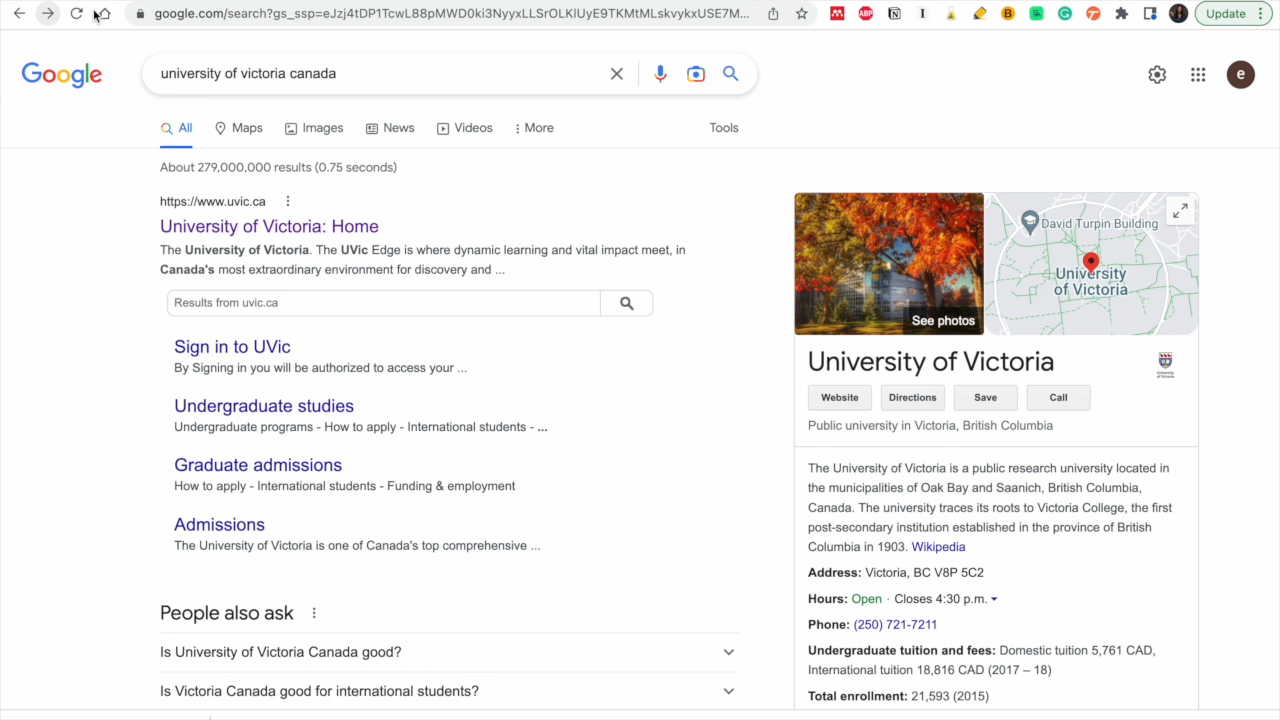 google.com/search?gs_ssp=eJzj4tDP1TcwL88pMWD0ki3NyyxLLSrOLKlUyE9TKMtMLskvykxUSE7M...
Update
Google
university of victoria canada
e
All
Maps
Images
News
Videos
More
Tools
About 279,000,000 results (0.75 seconds)
https://www.uvic.ca
University of Victoria: Home
The University of Victoria. The UVic Edge is where dynamic learning and vital impact meet, in
Canada's most extraordinary environment for discovery and ...
Results from uvic.ca
Sign in to UVic
By Signing in you will be authorized to access your ...
Undergraduate studies
Undergraduate programs - How to apply - International students - ...
Graduate admissions
How to apply - International students - Funding & employment
Admissions
The University of Victoria is one of Canada's top comprehensive ...
People also ask
Is University of Victoria Canada good?
Is Victoria Canada good for international students?
See photos
David Turpin Building
University
of Victoria
University of Victoria
Website
Directions
Save
Call
Public university in Victoria, British Columbia
The University of Victoria is a public research university located in
the municipalities of Oak Bay and Saanich, British Columbia,
Canada. The university traces its roots to Victoria College, the first
post-secondary institution established in the province of British
Columbia in 1903. Wikipedia
Address: Victoria, BC V8P 5C2
Hours: Open · Closes 4:30 p.m.
Phone: (250) 721-7211
Undergraduate tuition and fees: Domestic tuition 5,761 CAD,
International tuition 18,816 CAD (2017 – 18)
Total enrollment: 21,593 (2015)